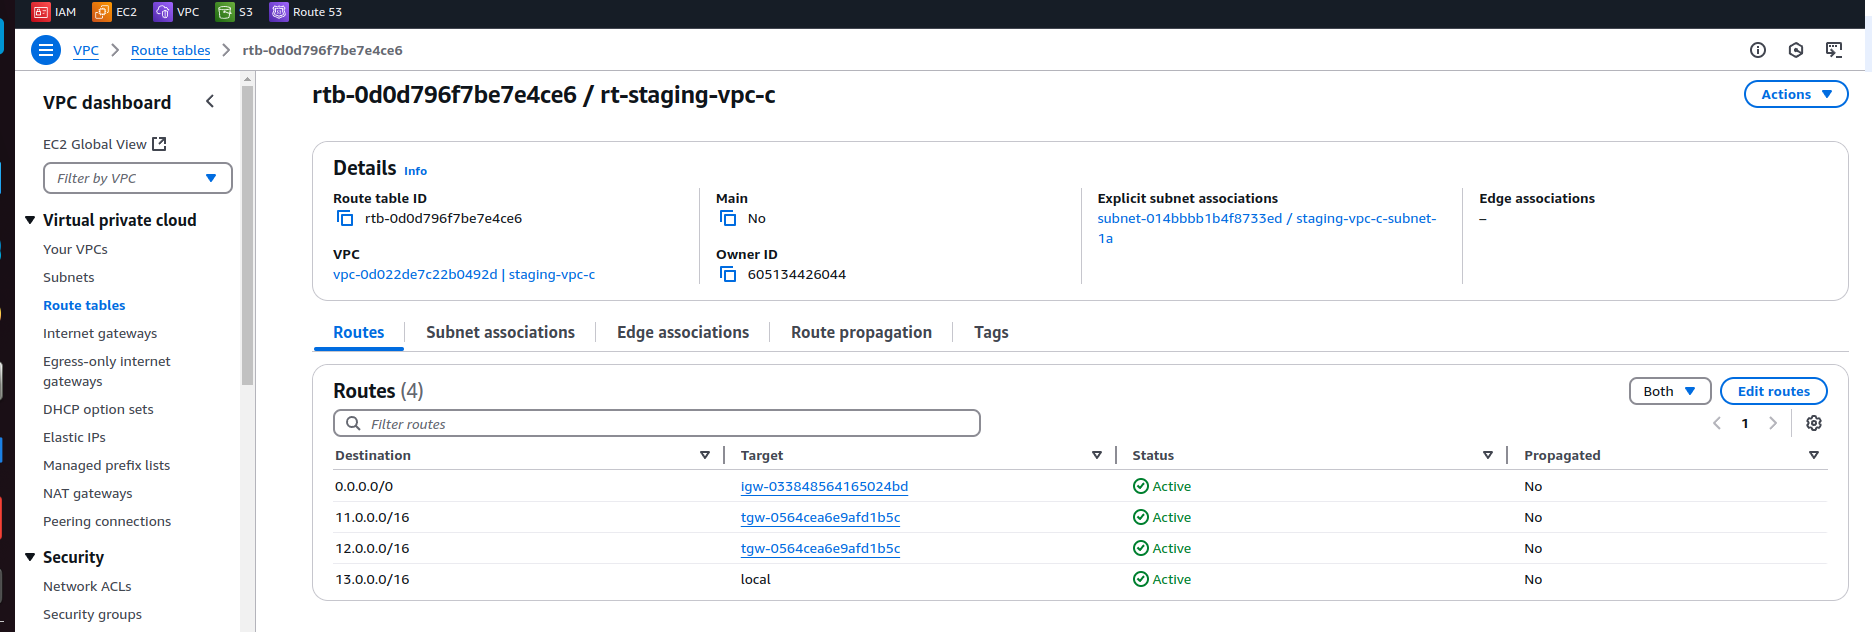 IAM EC2 VPC S3 Route 53
VPC > Route tables > rtb-0d0d796f7be7e4ce6
VPC dashboard
EC2 Global View
Filter by VPC
Virtual private cloud
Your VPCs
Subnets
Route tables
Internet gateways
Egress-only internet
gateways
DHCP option sets
Elastic IPs
Managed prefix lists
NAT gateways
Peering connections
Security
Network ACLs
Security groups
rtb-0d0d796f7be7e4ce6 / rt-staging-vpc-c
Actions
Details Info
Route table ID
rtb-0d0d796f7be7e4ce6
Main
No
Explicit subnet associations
subnet-014bbbb1b4f8733ed / staging-vpc-c-subnet-
1a
Edge associations
–
VPC
vpc-0d022de7c22b0492d | staging-vpc-c
Owner ID
605134426044
Routes Subnet associations Edge associations Route propagation Tags
Routes (4)
Both
Edit routes
Filter routes
1
Destination Target Status Propagated
0.0.0.0/0 igw-033848564165024bd Active No
11.0.0.0/16 tgw-0564cea6e9afd1b5c Active No
12.0.0.0/16 tgw-0564cea6e9afd1b5c Active No
13.0.0.0/16 local Active No